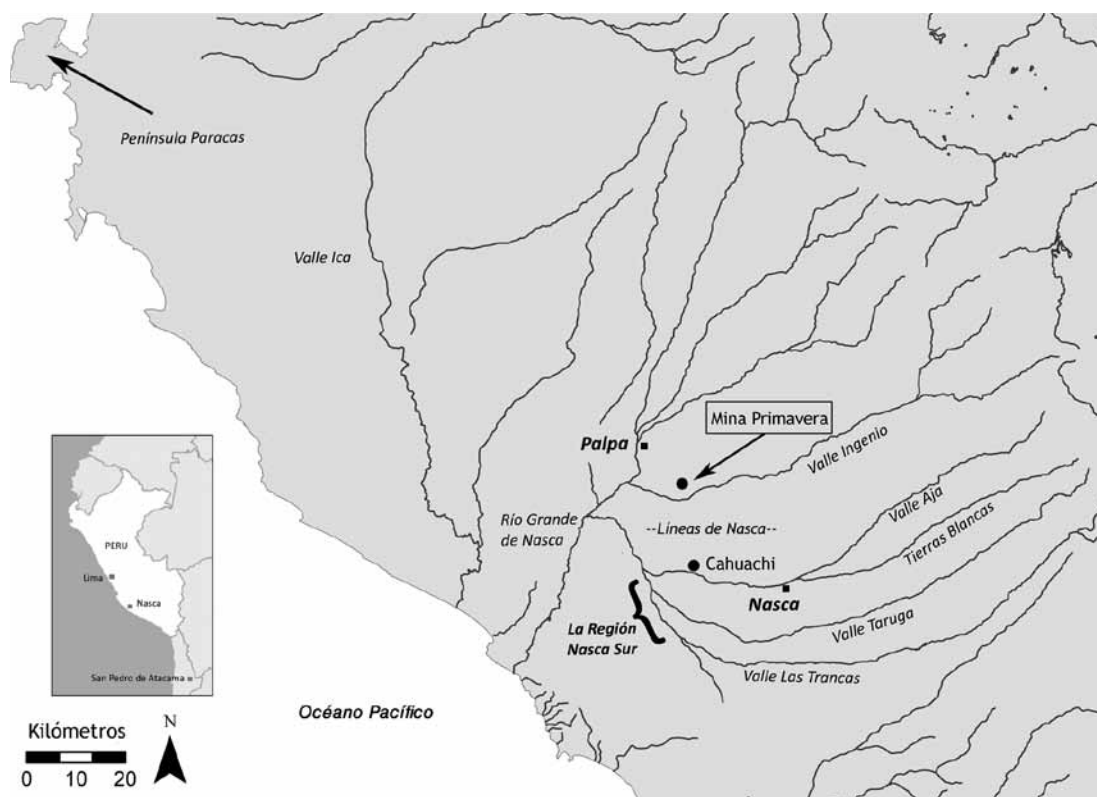 Península Paracas
Valle Ica
Mina Primavera
Palpa
Valle Ingenio
Valle Aja
Río Grande
de Nasca
--Líneas de Nasca--
Tierras Blancas
Cahuachi
Nasca
Valle Taruga
La Región
Nasca Sur
Valle Las Trancas
PERU
Lima
Nasca
San Pedro de Atacama
Océano Pacífico
Kilómetros
N
0 10 20